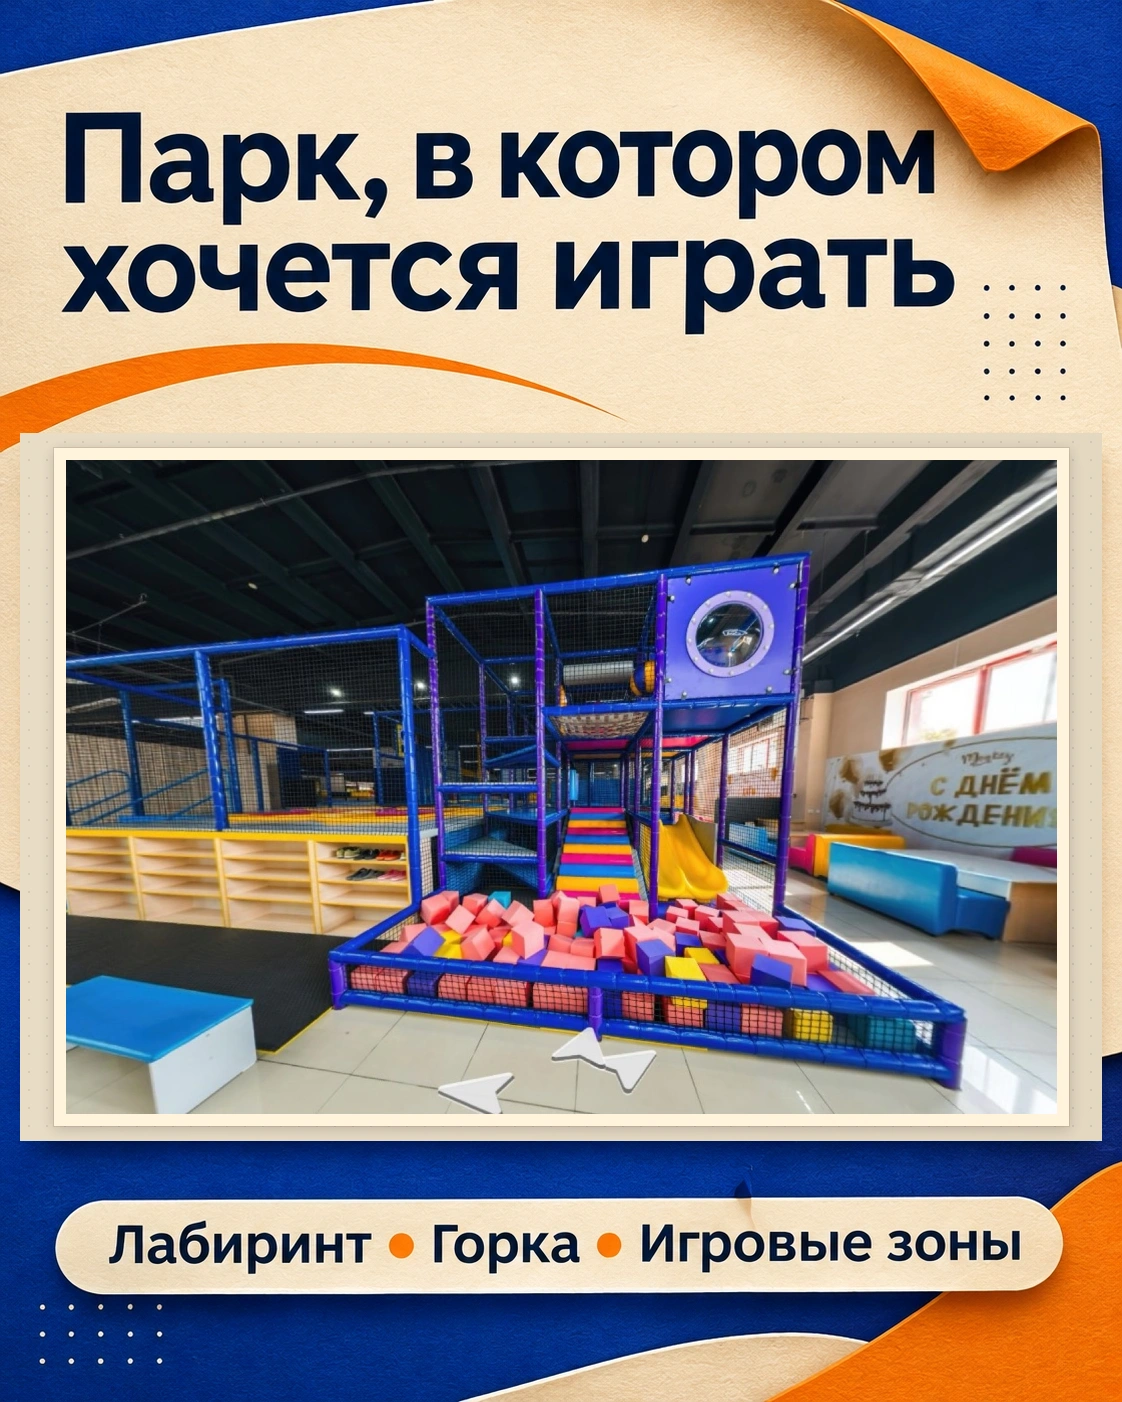 Парк, в котором
хочется играть
С ДНЁМ
РОЖДЕНИЯ
Лабиринт • Горка • Игровые зоны